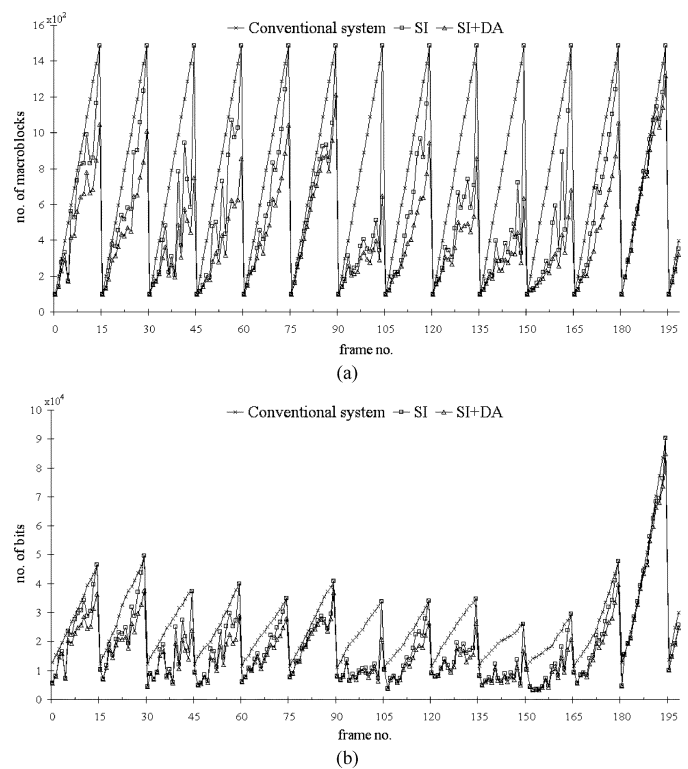 x10²
Conventional system SI SI+DA
16
14
12
10
8
6
4
2
0
no. of macroblocks
0 15 30 45 60 75 90 105 120 135 150 165 180 195
frame no.
(a)
x10⁴
Conventional system SI SI+DA
10
9
8
7
6
5
4
3
2
1
0
no. of bits
0 15 30 45 60 75 90 105 120 135 150 165 180 195
frame no.
(b)